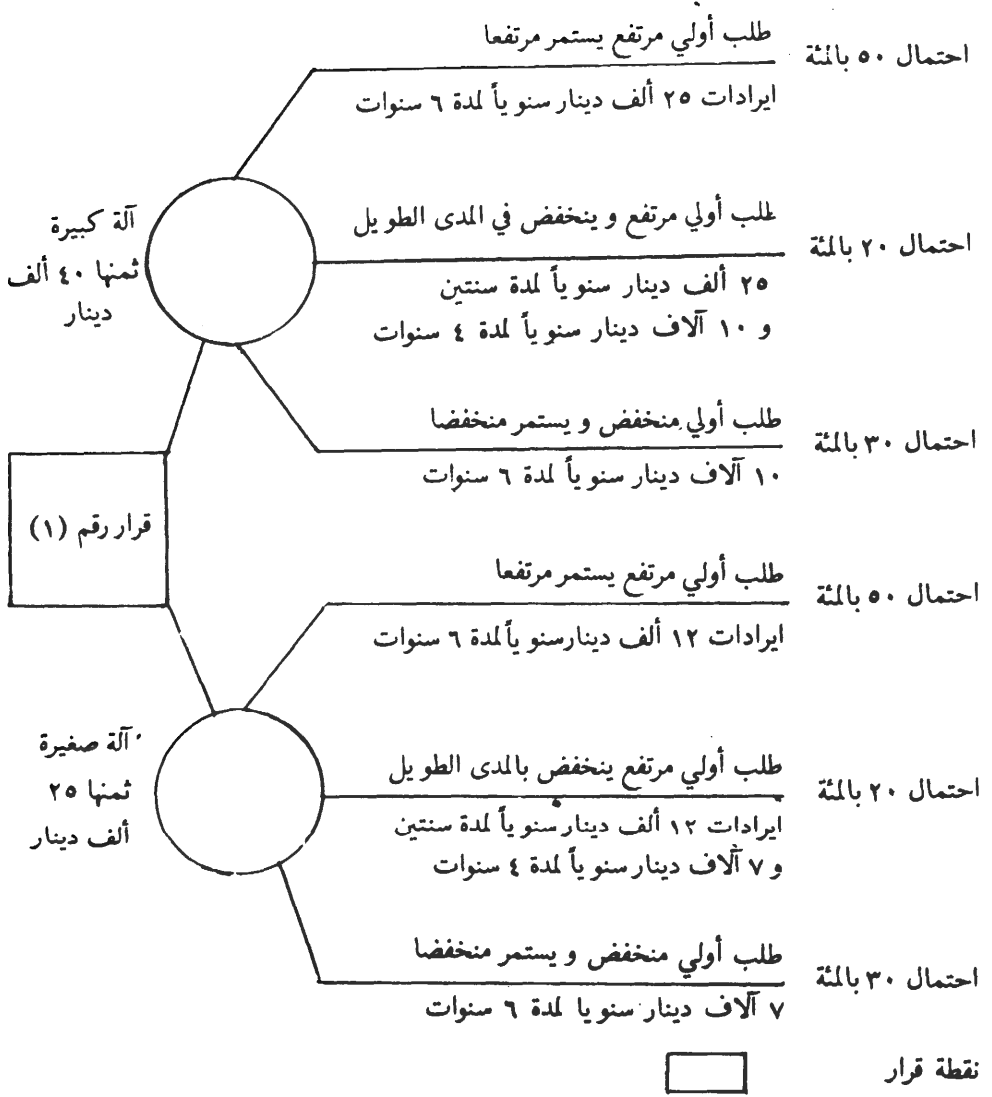 طلب أولي مرتفع يستمر مرتفعا
احتمال ٥٠ بالمئة
ايرادات ٢٥ ألف دينار سنوياً لمدة ٦ سنوات
آلة كبيرة
ثمنها ٤٠ ألف
دينار
طلب أولي مرتفع وينخفض في المدى الطويل
احتمال ٢٠ بالمئة
٢٥ ألف دينار سنوياً لمدة سنتين
و ١٠ آلاف دينار سنوياً لمدة ٤ سنوات
طلب أولي منخفض ويستمر منخفضا
احتمال ٣٠ بالمئة
١٠ آلاف دينار سنوياً لمدة ٦ سنوات
قرار رقم (١)
طلب أولي مرتفع يستمر مرتفعا
احتمال ٥٠ بالمئة
ايرادات ١٢ ألف دينار سنوياً لمدة ٦ سنوات
آلة صغيرة
ثمنها ٢٥
ألف دينار
طلب أولي مرتفع ينخفض بالمدى الطويل
احتمال ٢٠ بالمئة
ايرادات ١٢ ألف دينار سنوياً لمدة سنتين
و ٧ آلاف دينار سنوياً لمدة ٤ سنوات
طلب أولي منخفض ويستمر منخفضا
احتمال ٣٠ بالمئة
٧ آلاف دينار سنويا لمدة ٦ سنوات
نقطة قرار